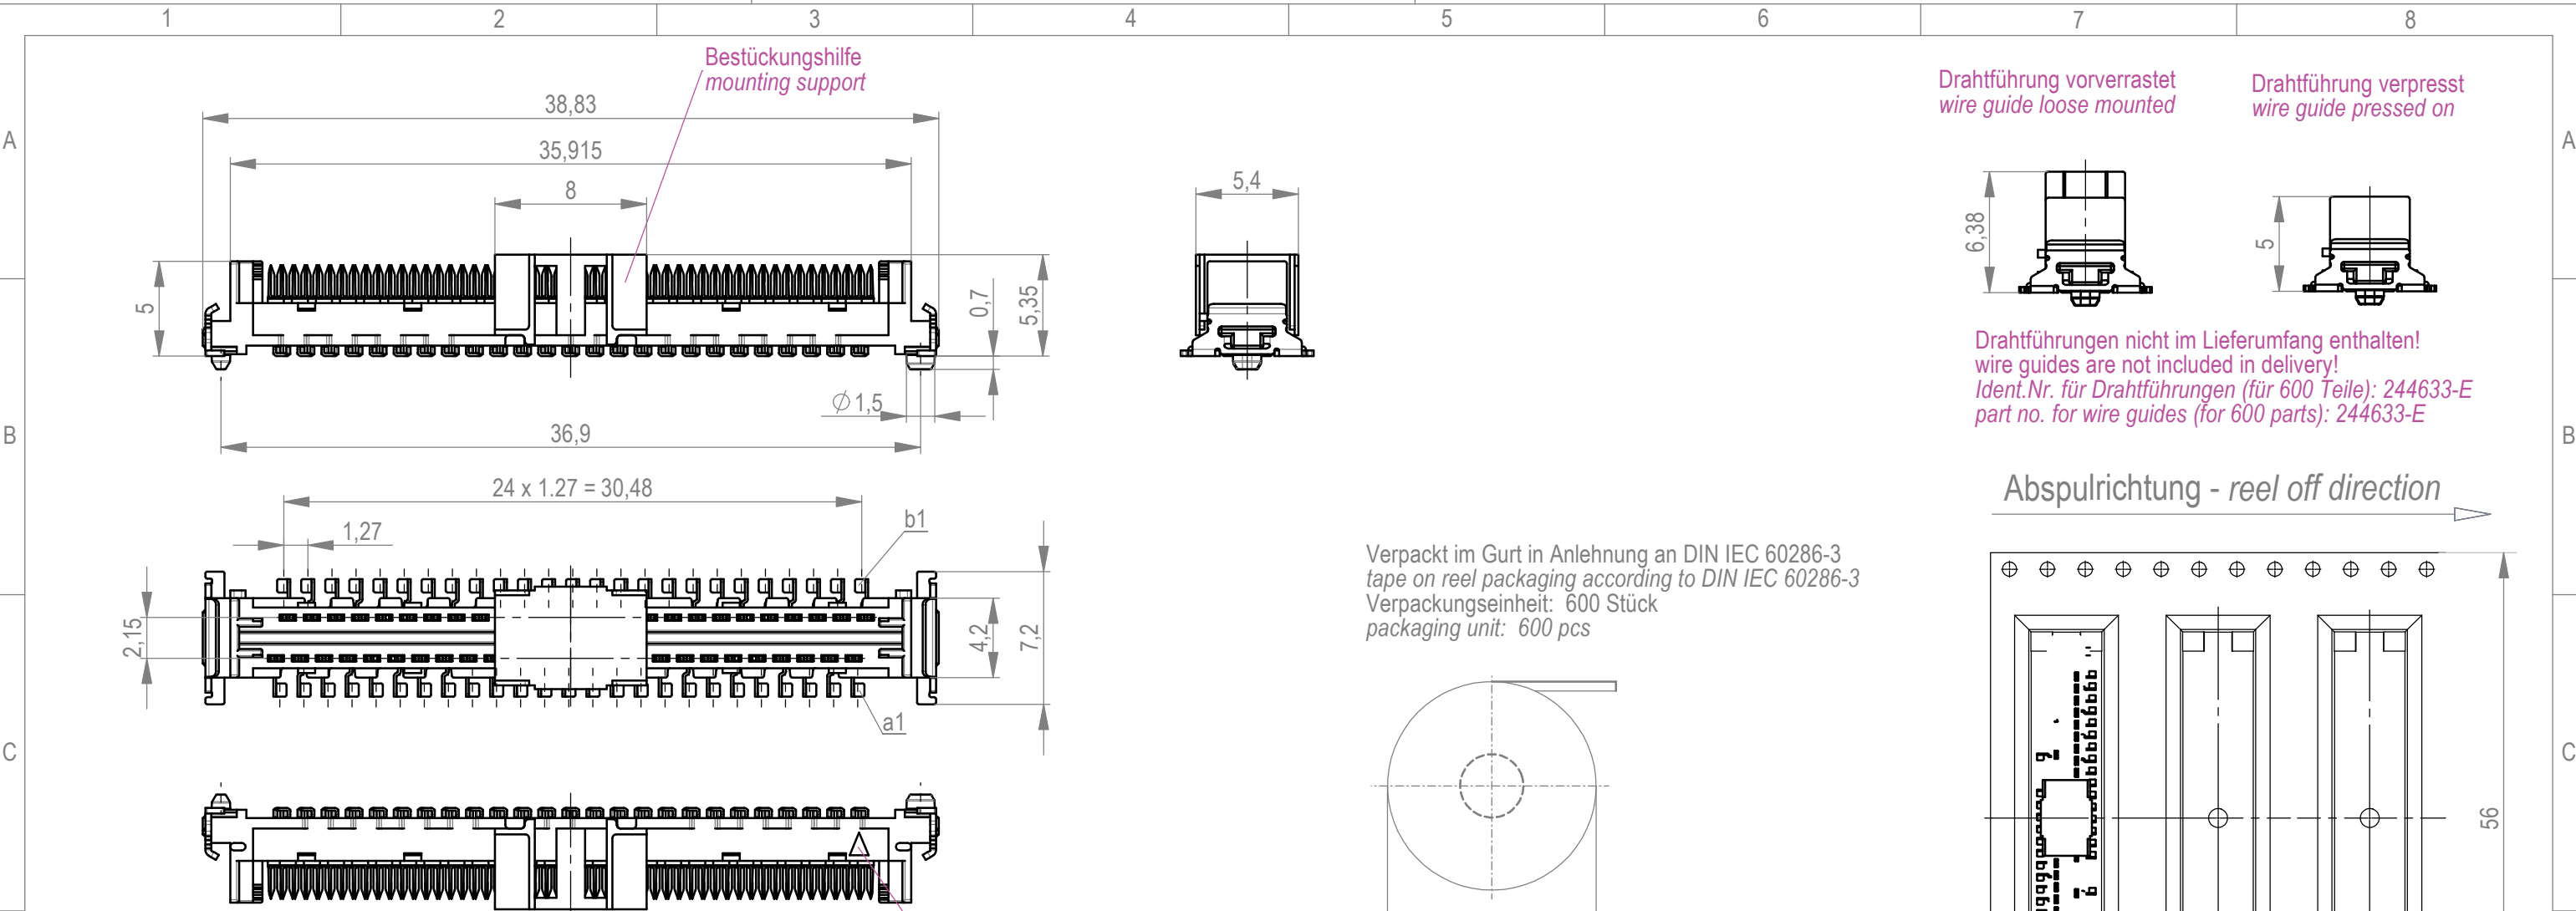 1 2 3 4 5 6 7 8
Bestückungshilfe
mounting support
Drahtführung vorverrastet
wire guide loose mounted
Drahtführung verpresst
wire guide pressed on
38,83
A
A
35,915
8
5,4
6,38
5
5
0,7
5,35
Drahtführungen nicht im Lieferumfang enthalten!
wire guides are not included in delivery!
Ident.Nr. für Drahtführungen (für 600 Teile): 244633-E
part no. for wire guides (for 600 parts): 244633-E
∅ 1,5
B
B
36,9
24 x 1.27 = 30,48
Abspulrichtung - reel off direction
1,27
b1
Verpackt im Gurt in Anlehnung an DIN IEC 60286-3
tape on reel packaging according to DIN IEC 60286-3
Verpackungseinheit: 600 Stück
packaging unit: 600 pcs
2,15
4,2
7,2
a1
C
C
56